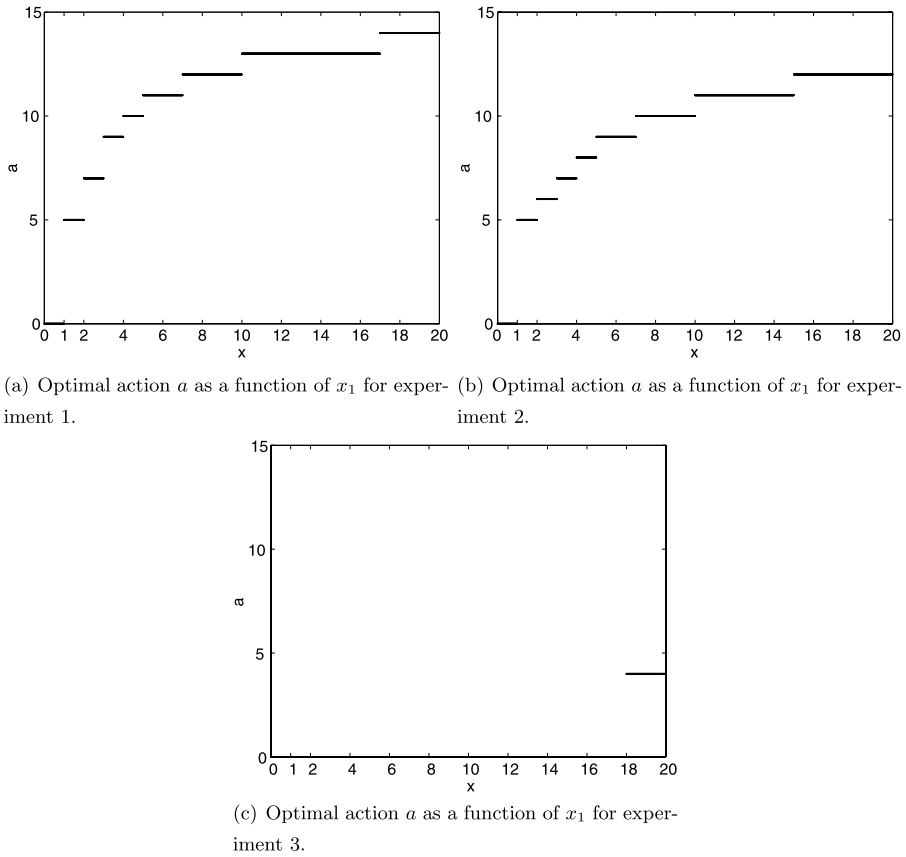 15
10
5
0
a
0 1 2 4 6 8 10 12 14 16 18 20
x
(a) Optimal action a as a function of x₁ for exper-
iment 1.
15
10
5
0
a
0 1 2 4 6 8 10 12 14 16 18 20
x
(b) Optimal action a as a function of x₁ for exper-
iment 2.
15
10
5
0
a
0 1 2 4 6 8 10 12 14 16 18 20
x
(c) Optimal action a as a function of x₁ for exper-
iment 3.